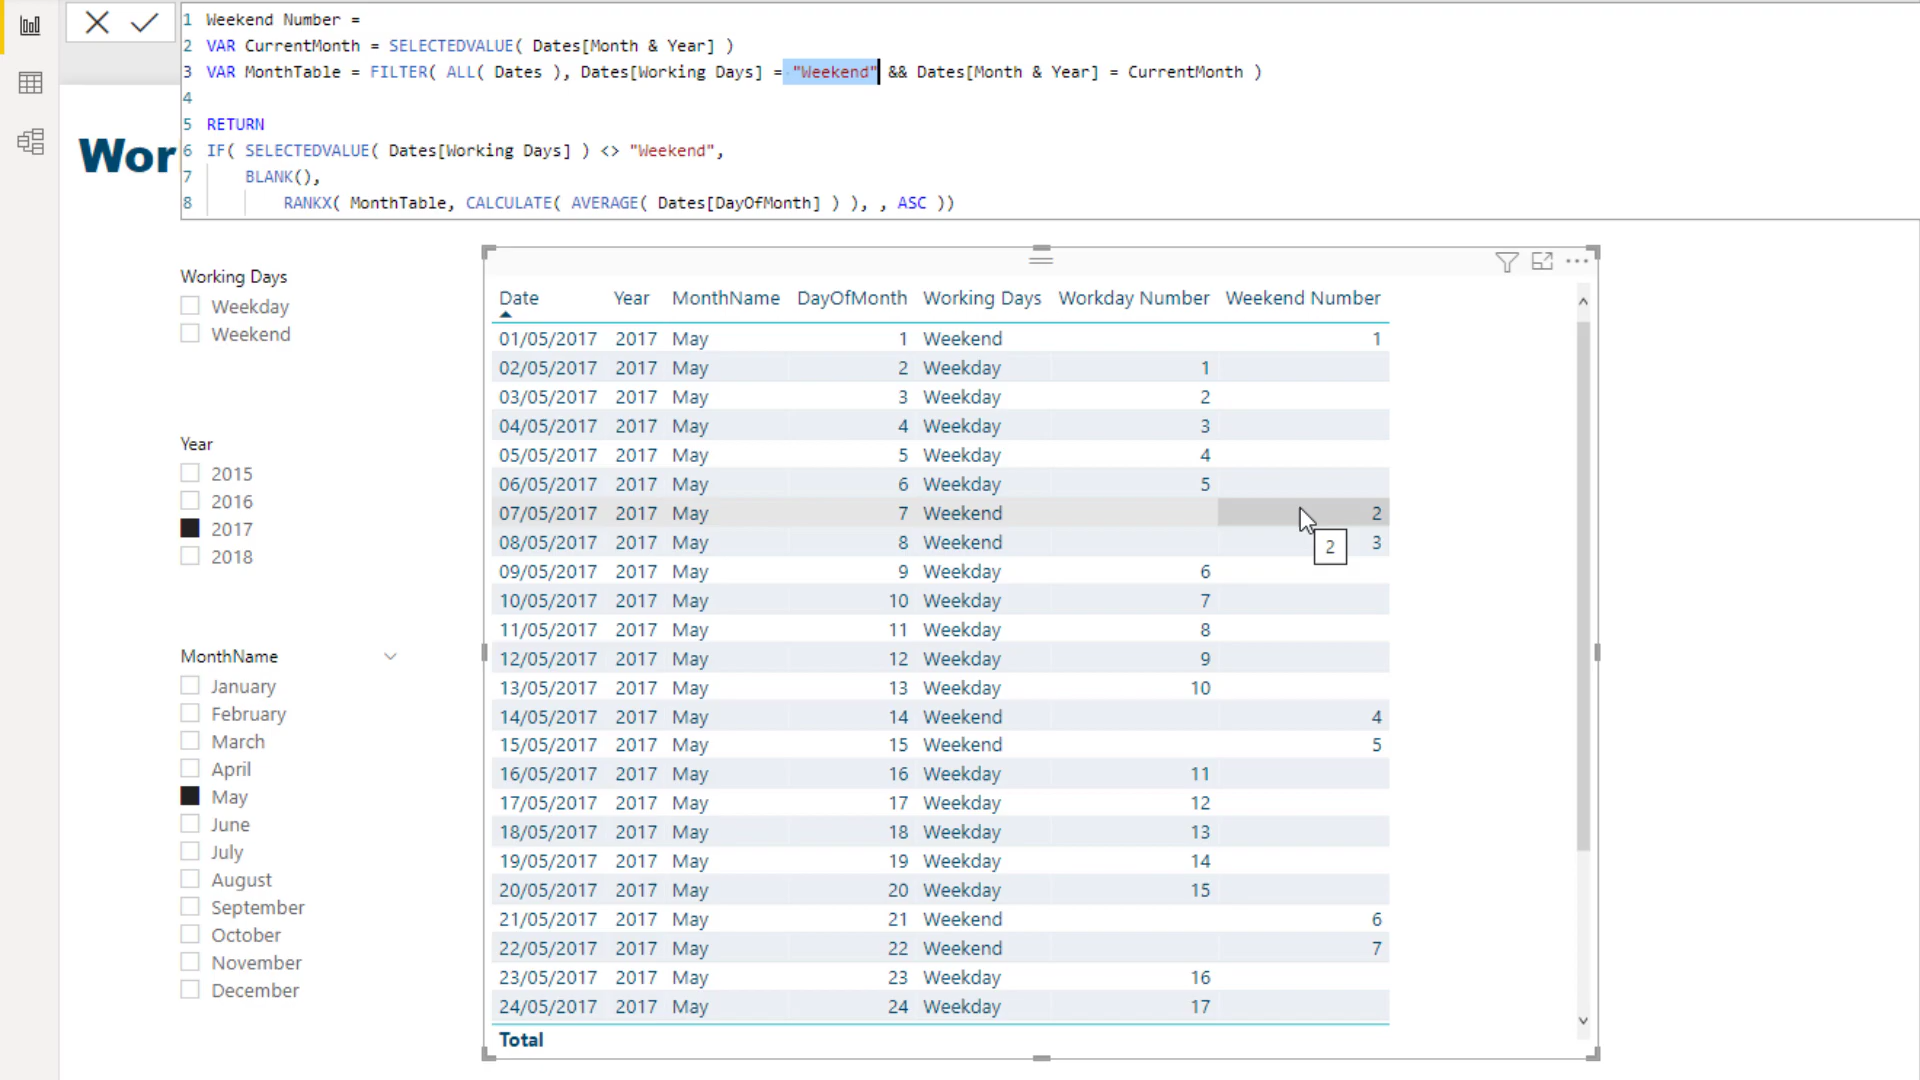 1 Weekend Number =
2 VAR CurrentMonth = SELECTEDVALUE( Dates[Month & Year] )
3 VAR MonthTable = FILTER( ALL( Dates ), Dates[Working Days] = "Weekend" && Dates[Month & Year] = CurrentMonth )
4
5 RETURN
6 IF( SELECTEDVALUE( Dates[Working Days] ) <> "Weekend",
7 BLANK(),
8 RANKX( MonthTable, CALCULATE( AVERAGE( Dates[DayOfMonth] ) ), , ASC ))
Wor
Working Days
Weekday
Weekend
Year
2015
2016
2017
2018
MonthName
January
February
March
April
May
June
July
August
September
October
November
December
Date Year MonthName DayOfMonth Working Days Workday Number Weekend Number
01/05/2017 2017 May 1 Weekend 1
02/05/2017 2017 May 2 Weekday 1
03/05/2017 2017 May 3 Weekday 2
04/05/2017 2017 May 4 Weekday 3
05/05/2017 2017 May 5 Weekday 4
06/05/2017 2017 May 6 Weekday 5
07/05/2017 2017 May 7 Weekend 2
2
08/05/2017 2017 May 8 Weekend 3
09/05/2017 2017 May 9 Weekday 6
10/05/2017 2017 May 10 Weekday 7
11/05/2017 2017 May 11 Weekday 8
12/05/2017 2017 May 12 Weekday 9
13/05/2017 2017 May 13 Weekday 10
14/05/2017 2017 May 14 Weekend 4
15/05/2017 2017 May 15 Weekend 5
16/05/2017 2017 May 16 Weekday 11
17/05/2017 2017 May 17 Weekday 12
18/05/2017 2017 May 18 Weekday 13
19/05/2017 2017 May 19 Weekday 14
20/05/2017 2017 May 20 Weekday 15
21/05/2017 2017 May 21 Weekend 6
22/05/2017 2017 May 22 Weekend 7
23/05/2017 2017 May 23 Weekday 16
24/05/2017 2017 May 24 Weekday 17
Total